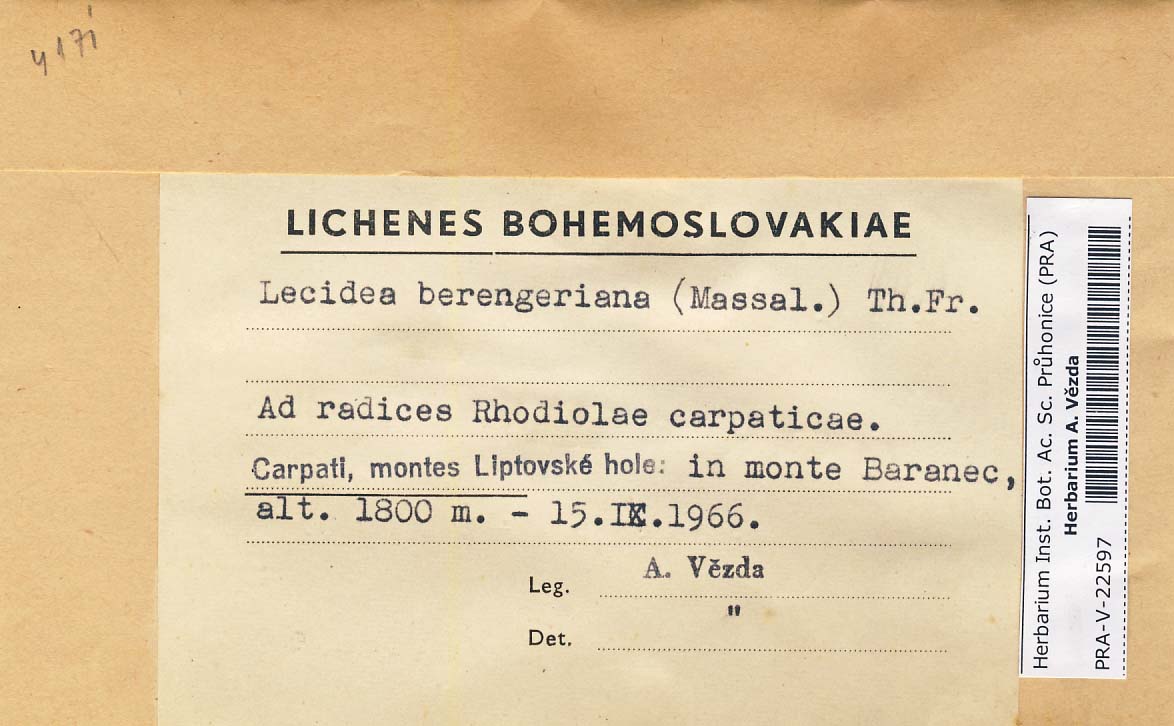 4171
LICHENES BOHEMOSLOVAKIAE
Lecidea berengeriana (Massal.) Th.Fr.
Ad radices Rhodiolae carpaticae.
Carpati, montes Liptovské hole: in monte Baranec,
alt. 1800 m. - 15.IX.1966.
Leg. A. Vězda
Det. "
Herbarium Inst. Bot. Ac. Sc. Průhonice (PRA)
Herbarium A. Vězda
PRA-V-22597